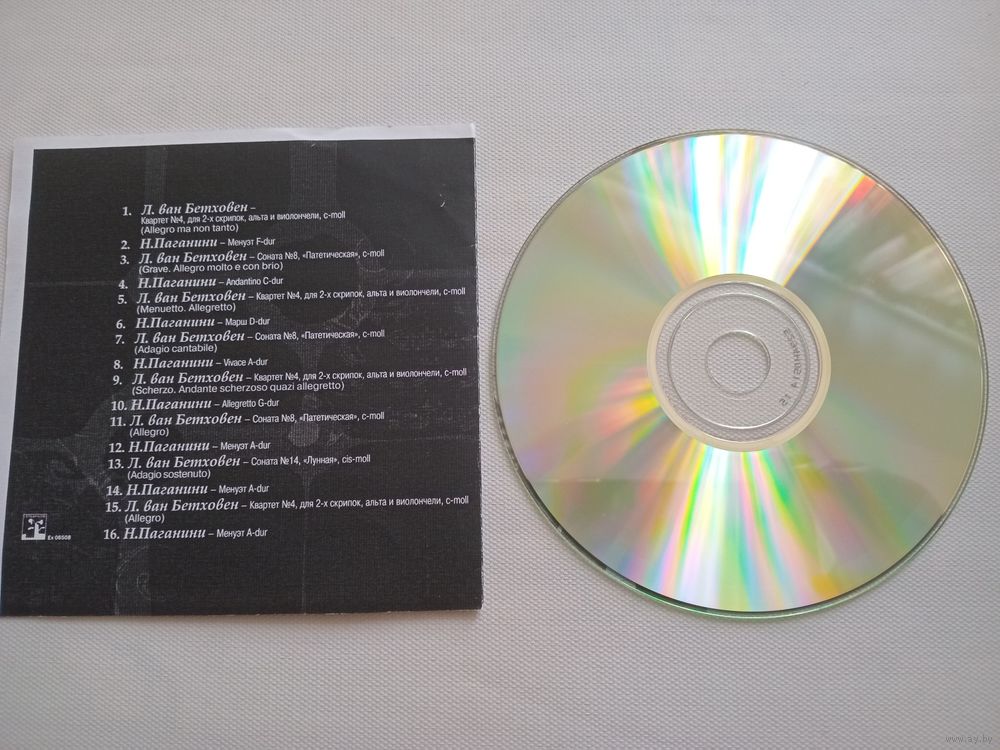 1. Л. ван Бетховен –
Квартет №4, для 2-х скрипок, альта и виолончели, c-moll
(Allegro ma non tanto)
2. Н.Паганини – Менуэт F-dur
3. Л. ван Бетховен – Соната №8, «Патетическая», c-moll
(Grave. Allegro molto e con brio)
4. Н.Паганини – Andantino C-dur
5. Л. ван Бетховен – Квартет №4, для 2-х скрипок, альта и виолончели, c-moll
(Menuetto. Allegretto)
6. Н.Паганини – Марш D-dur
7. Л. ван Бетховен – Соната №8, «Патетическая», c-moll
(Adagio cantabile)
8. Н.Паганини – Vivace A-dur
9. Л. ван Бетховен – Квартет №4, для 2-х скрипок, альта и виолончели, c-moll
(Scherzo. Andante scherzoso quazi allegretto)
10. Н.Паганини – Allegretto G-dur
11. Л. ван Бетховен – Соната №8, «Патетическая», c-moll
(Allegro)
12. Н.Паганини – Менуэт A-dur
13. Л. ван Бетховен – Соната №14, «Лунная», cis-moll
(Adagio sostenuto)
14. Н.Паганини – Менуэт A-dur
15. Л. ван Бетховен – Квартет №4, для 2-х скрипок, альта и виолончели, c-moll
(Allegro)
16. Н.Паганини – Менуэт A-dur
Ex 06508
www.ay.by